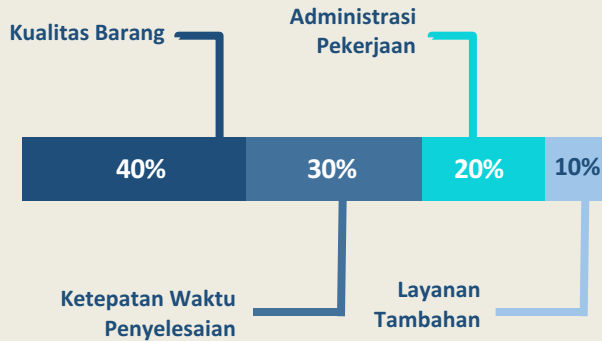 Kualitas Barang
Administrasi
Pekerjaan
40%
30%
20%
10%
Ketepatan Waktu
Penyelesaian
Layanan
Tambahan